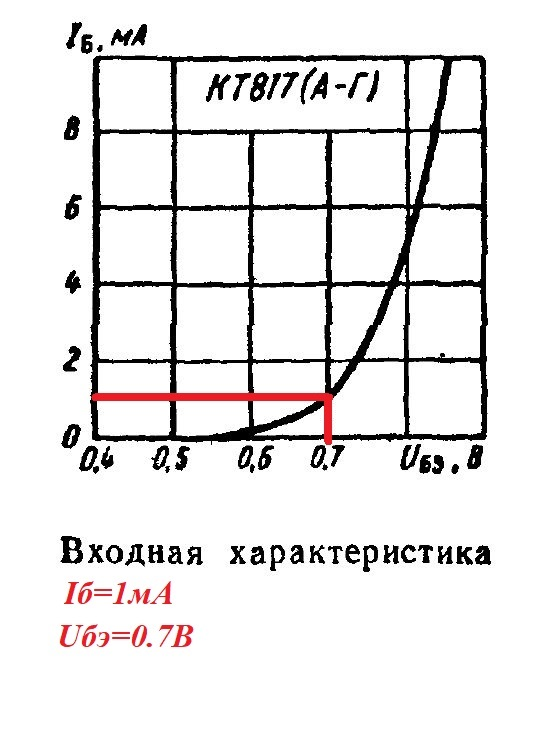 Iб, мА
КТ817(А-Г)
8
6
4
2
0
0,4 0,5 0,6 0,7 Uбэ, В
Входная характеристика
Iб=1мА
Uбэ=0.7В